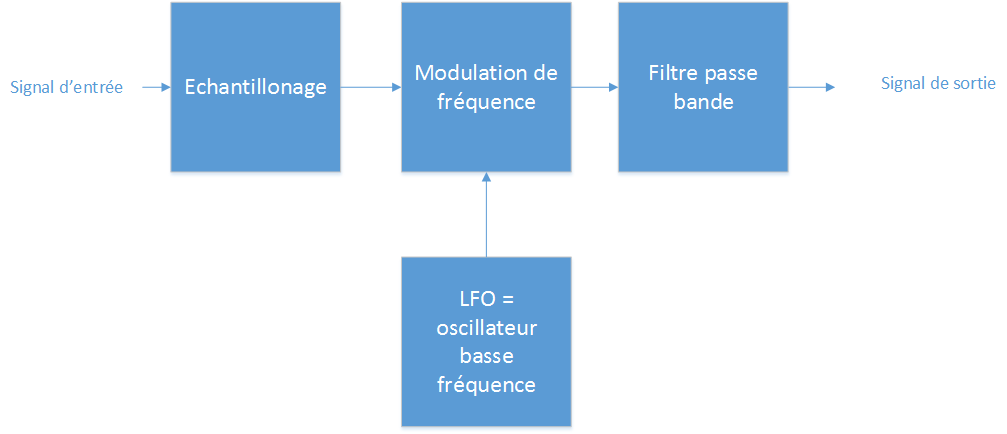 Signal d'entrée
Echantillonage
Modulation de
fréquence
Filtre passe
bande
Signal de sortie
LFO =
oscillateur
basse
fréquence